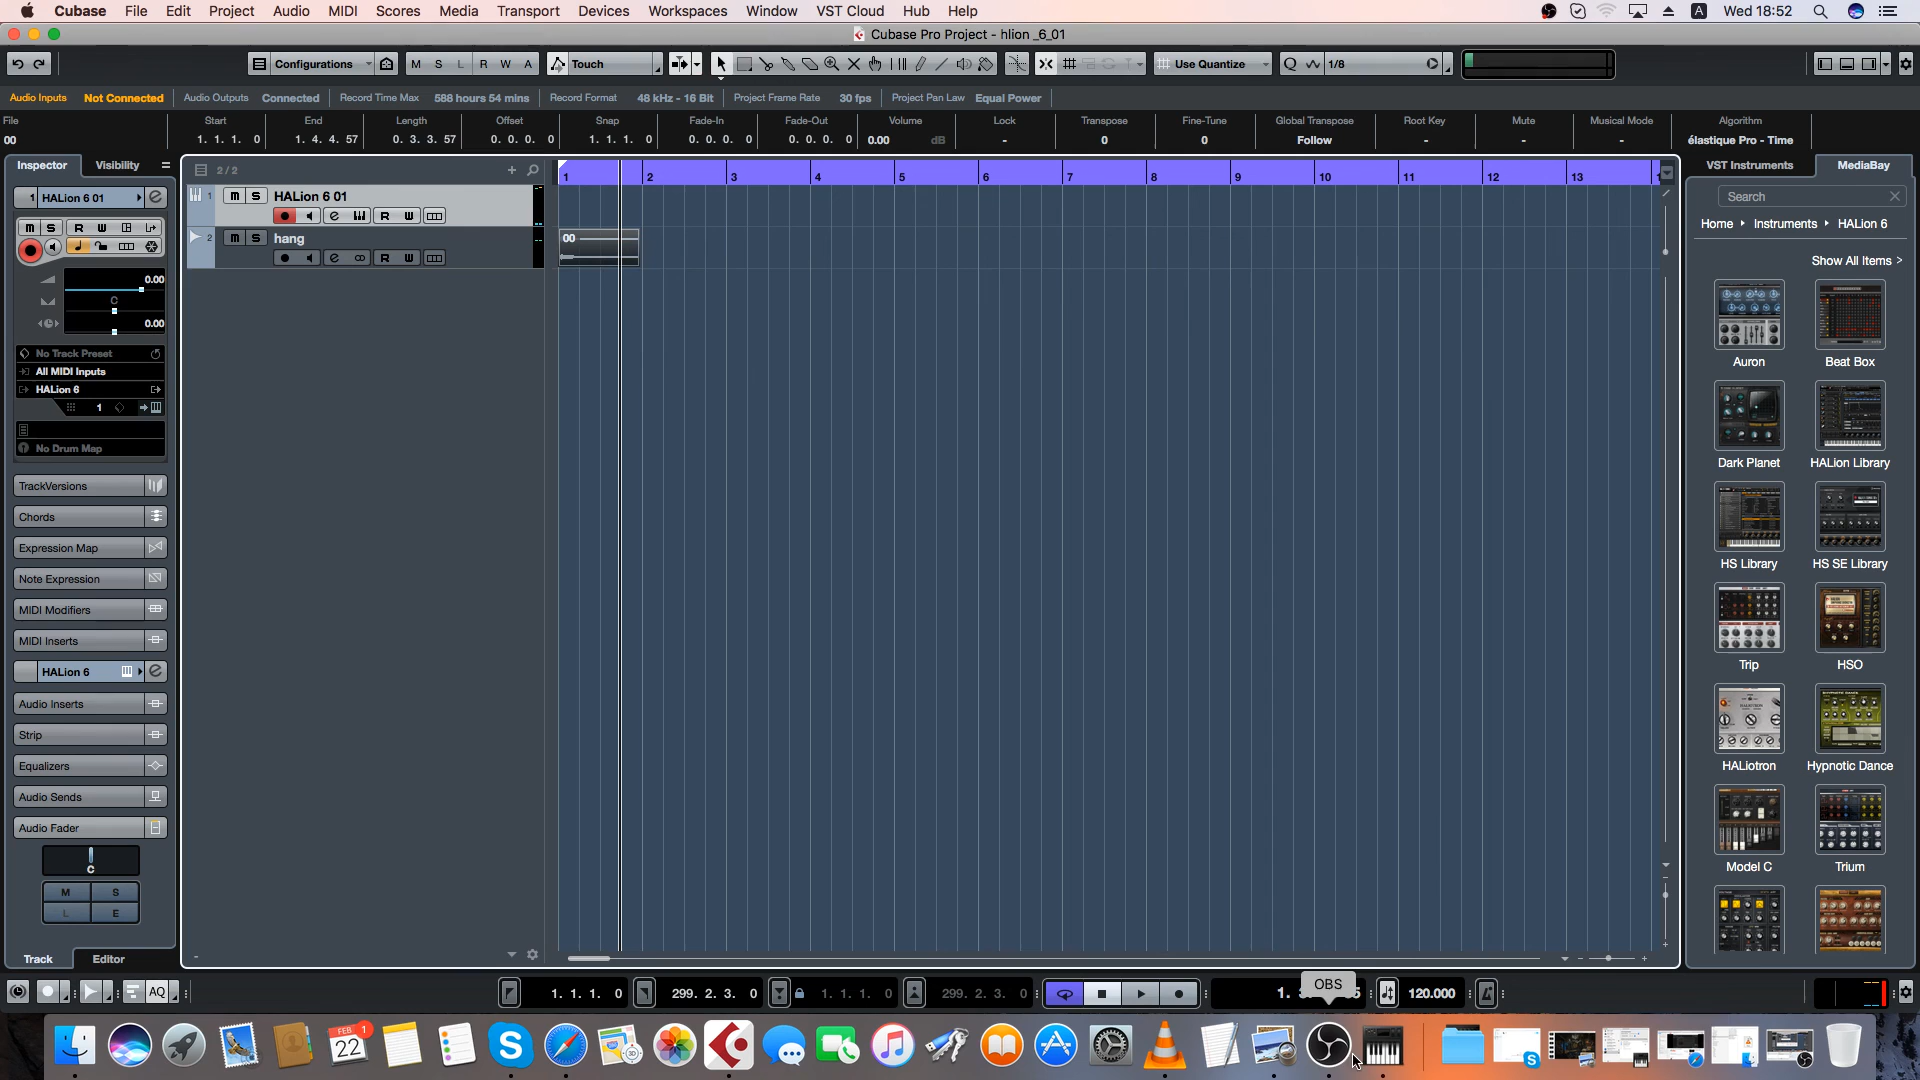 Cubase File Edit Project Audio MIDI Scores Media Transport Devices Workspaces Window VST Cloud Hub Help A Wed 18:52
Cubase Pro Project - hlion _6_01
Configurations M S L R W A Touch Use Quantize Q 1/8
Audio Inputs Not Connected Audio Outputs Connected Record Time Max 588 hours 54 mins Record Format 48 kHz - 16 Bit Project Frame Rate 30 fps Project Pan Law Equal Power
File Start End Length Offset Snap Fade-In Fade-Out Volume Lock Transpose Fine-Tune Global Transpose Root Key Mute Musical Mode Algorithm
00 1. 1. 1. 0 1. 4. 4. 57 0. 3. 3. 57 0. 0. 0. 0 1. 1. 1. 0 0. 0. 0. 0 0. 0. 0. 0 0.00 dB - 0 0 Follow - - - élastique Pro - Time
Inspector Visibility 2/2 1 2 3 4 5 6 7 8 9 10 11 12 13 VST Instruments MediaBay
1 HALion 6 01 e 1 m S HALion 6 01 Search
m S R W e R W
2 m S hang 00 Home Instruments HALion 6
e R W
Show All Items >
0.00
C
0.00
No Track Preset
All MIDI Inputs
HALion 6
1
No Drum Map
Auron Beat Box
Dark Planet HALion Library
HS Library HS SE Library
Trip HSO
HALiotron Hypnotic Dance
Model C Trium
TrackVersions
Chords
Expression Map
Note Expression
MIDI Modifiers
MIDI Inserts
HALion 6 e
Audio Inserts
Strip
Equalizers
Audio Sends
Audio Fader
C
M S
L E
Track Editor
AQ 1. 1. 1. 0 299. 2. 3. 0 1. 1. 1. 0 299. 2. 3. 0 1. OBS 120.000
FEB 1
22